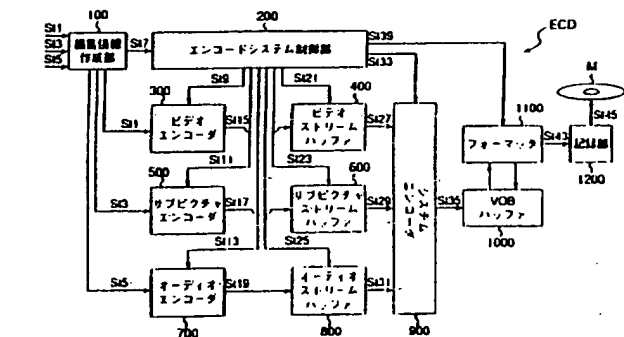 100
200
ECD
St1
St3
St5
編集情報
作成部
St7
エンコードシステム制御部
St39
St33
St9
St21
300
400
M
St1
ビデオ
エンコーダ
St15
ビデオ
ストリーム
バッファ
St27
1100
St45
フォーマッタ
St43
記録部
1200
St11
St23
500
600
St3
サブピクチャ
エンコーダ
St17
サブピクチャ
ストリーム
バッファ
St29
システム
エンコーダ
St35
VOB
バッファ
1000
St13
St25
St5
オーディオ
エンコーダ
St19
オーディオ
ストリーム
バッファ
St31
700
800
900